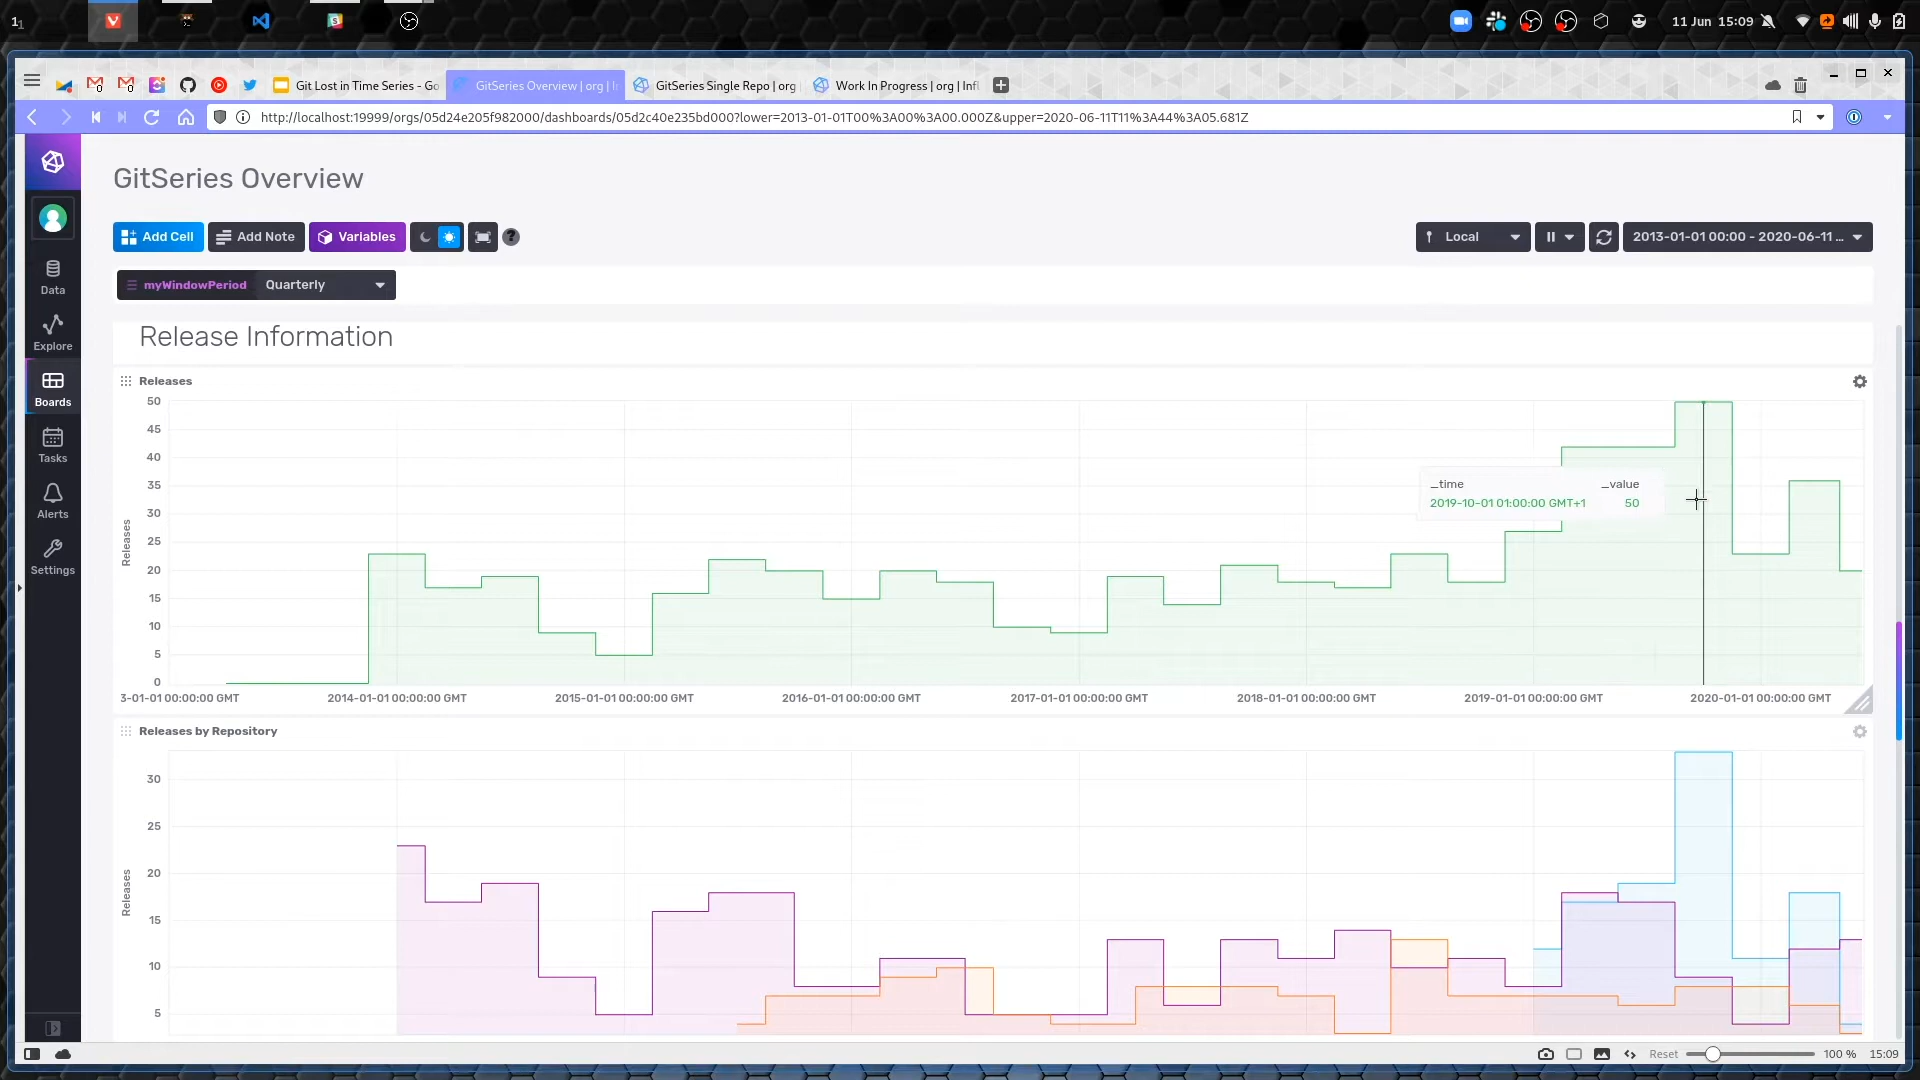 11 Jun 15:09
Git Lost in Time Series - Go
GitSeries Overview | org | I
GitSeries Single Repo | org
Work In Progress | org | Infl
http://localhost:19999/orgs/05d24e205f982000/dashboards/05d2c40e235bd000?lower=2013-01-01T00%3A00%3A00.000Z&upper=2020-06-11T11%3A44%3A05.681Z
GitSeries Overview
Add Cell
Add Note
Variables
?
Local
2013-01-01 00:00 - 2020-06-11 ...
myWindowPeriod
Quarterly
Data
Explore
Boards
Tasks
Alerts
Settings
Release Information
Releases
50
45
40
35
30
25
20
15
10
5
0
Releases
_time _value
2019-10-01 01:00:00 GMT+1 50
3-01-01 00:00:00 GMT
2014-01-01 00:00:00 GMT
2015-01-01 00:00:00 GMT
2016-01-01 00:00:00 GMT
2017-01-01 00:00:00 GMT
2018-01-01 00:00:00 GMT
2019-01-01 00:00:00 GMT
2020-01-01 00:00:00 GMT
Releases by Repository
30
25
20
15
10
5
Releases
Reset
100 %
15:09